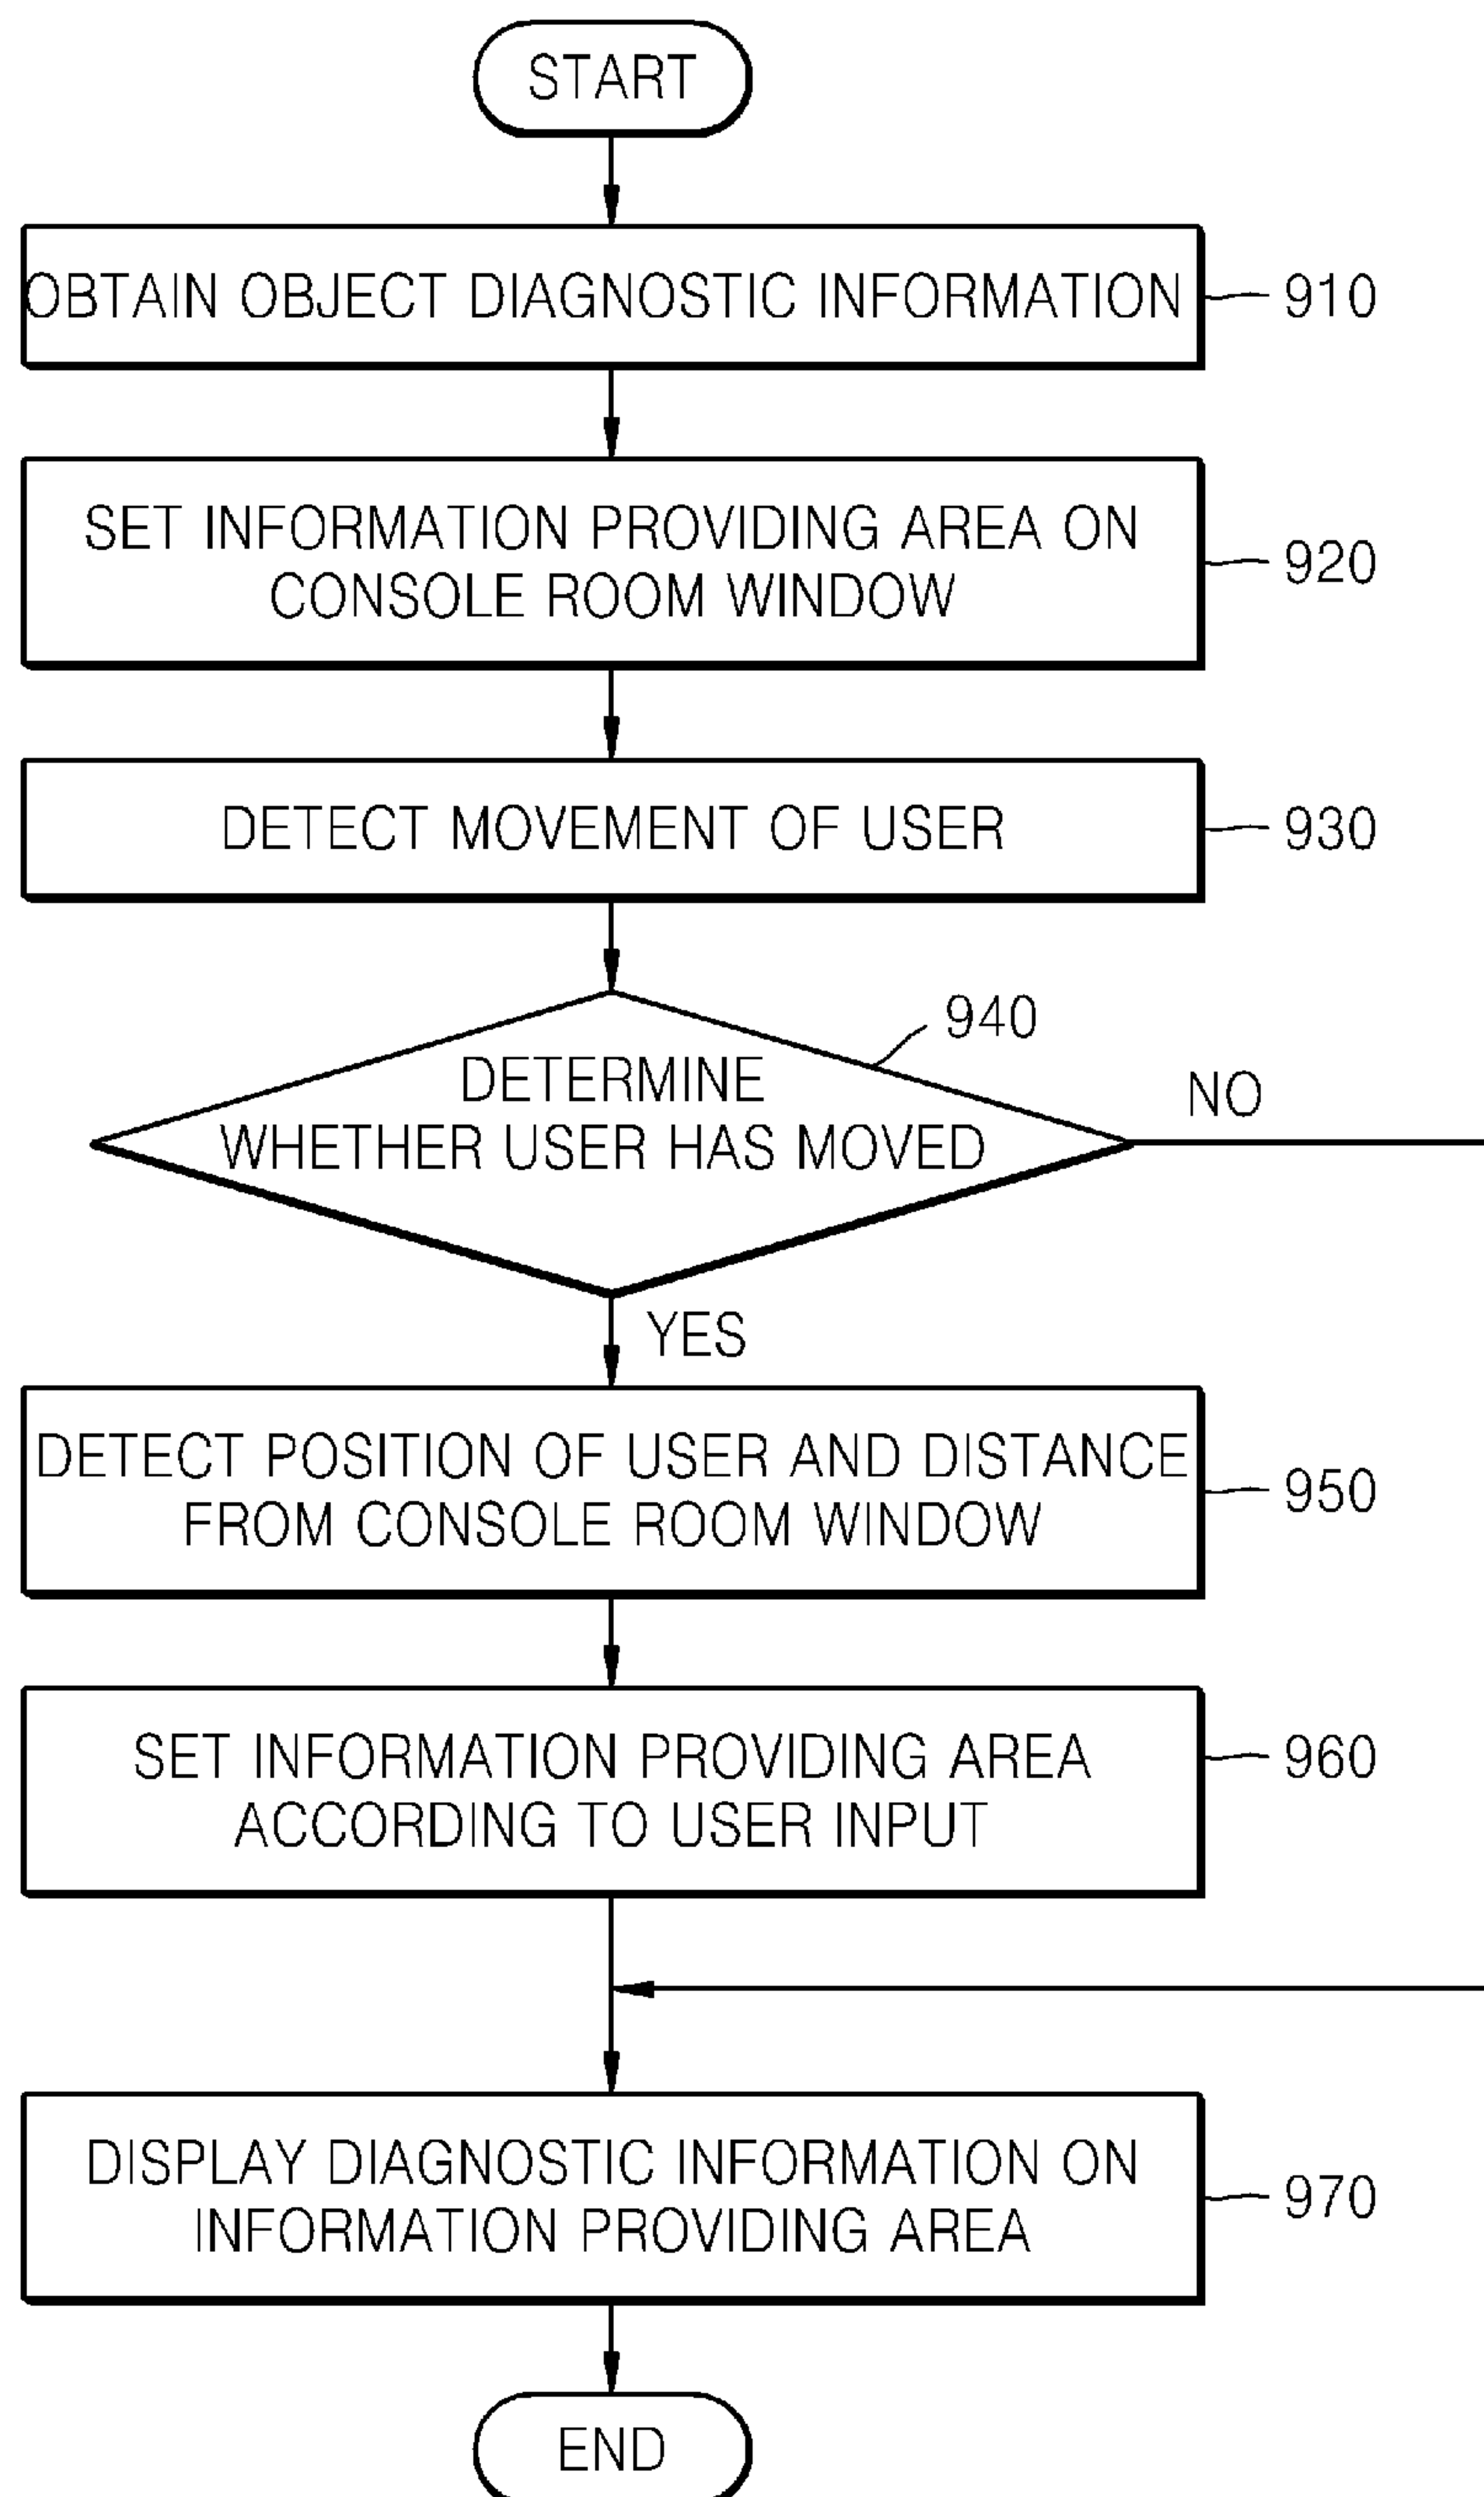 START
OBTAIN OBJECT DIAGNOSTIC INFORMATION
910
SET INFORMATION PROVIDING AREA ON
CONSOLE ROOM WINDOW
920
DETECT MOVEMENT OF USER
930
940
DETERMINE
WHETHER USER HAS MOVED
NO
YES
DETECT POSITION OF USER AND DISTANCE
FROM CONSOLE ROOM WINDOW
950
SET INFORMATION PROVIDING AREA
ACCORDING TO USER INPUT
960
DISPLAY DIAGNOSTIC INFORMATION ON
INFORMATION PROVIDING AREA
970
END